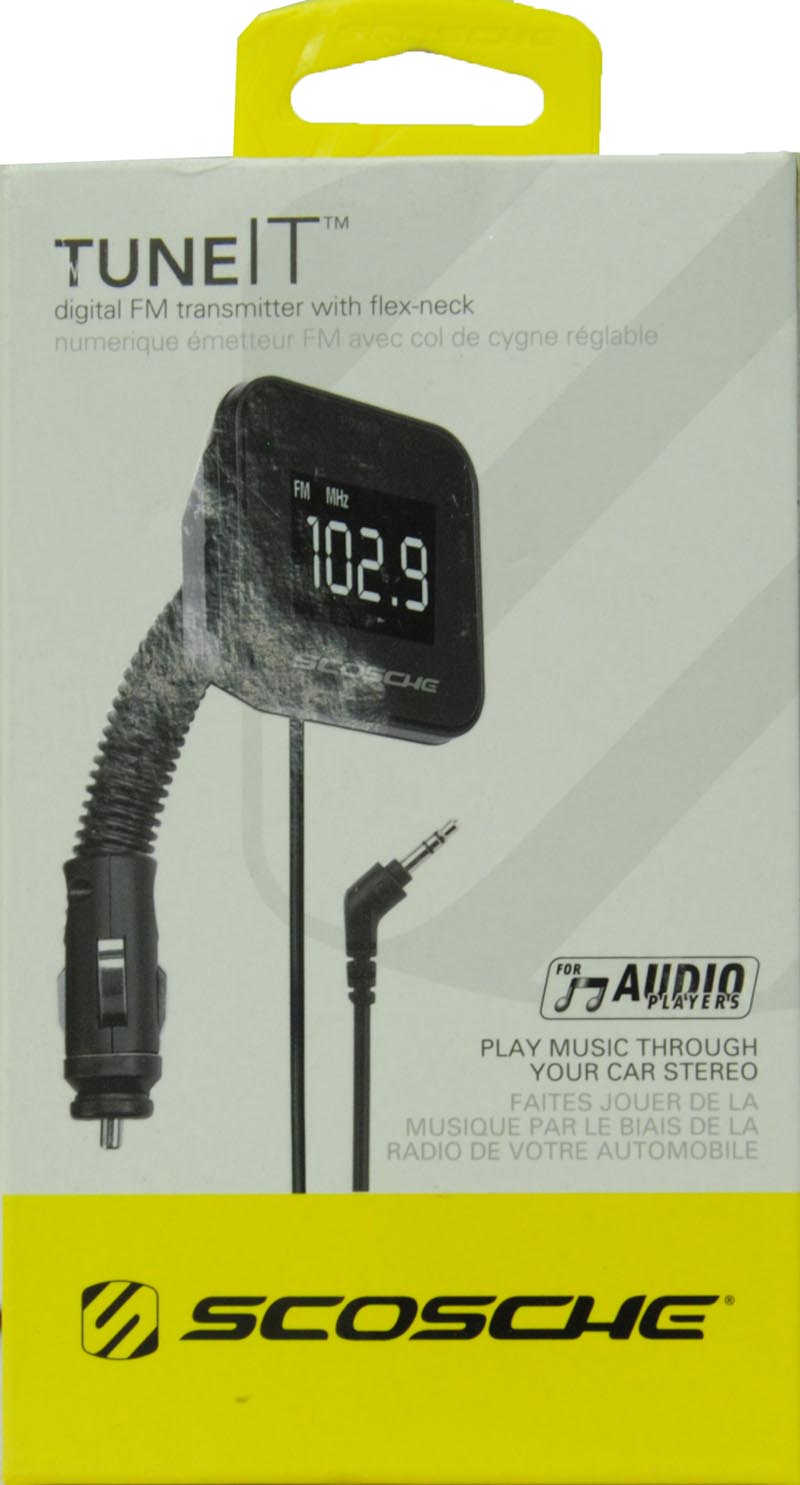 TUNEIT™
digital FM transmitter with flex-neck
numerique émetteur FM avec col de cygne réglable
FM MHz
102.9
SCOSCHE
FOR AUDIO
PLAYERS
PLAY MUSIC THROUGH
YOUR CAR STEREO
FAITES JOUER DE LA
MUSIQUE PAR LE BIAIS DE LA
RADIO DE VOTRE AUTOMOBILE
SCOSCHE®